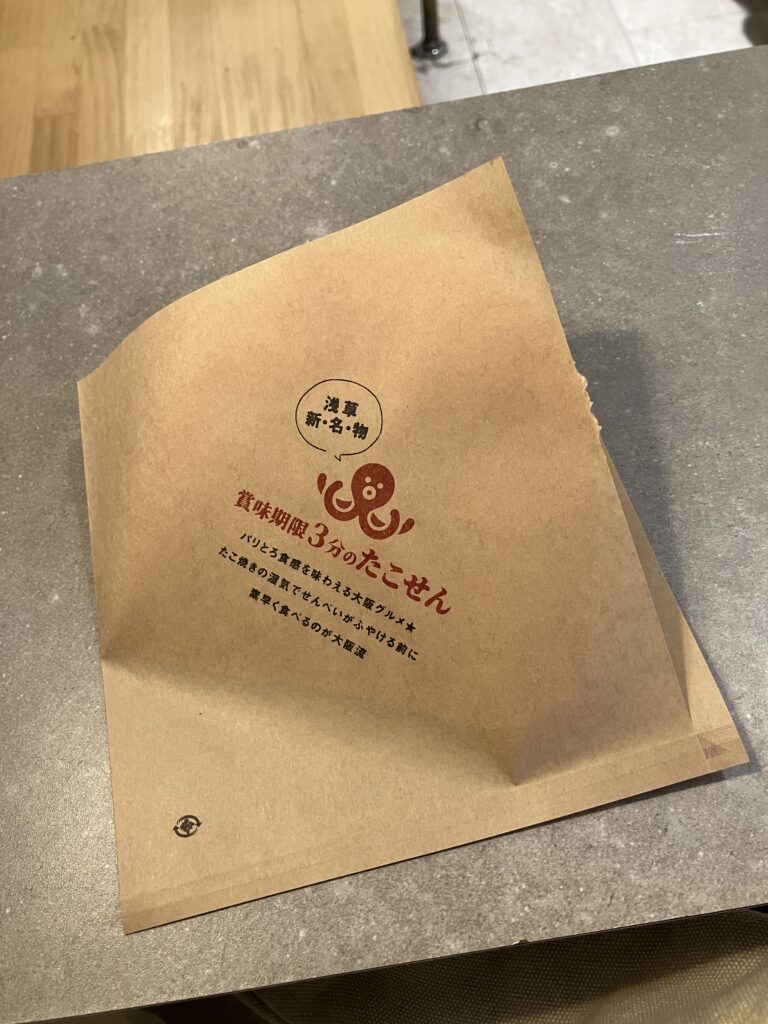 浅草
新・名・物
賞味期限3分のたこせん
パリとろ食感を味わえる大阪グルメ★
たこ焼きの湿気でせんべいがふやける前に
素早く食べるのが大阪流
紙